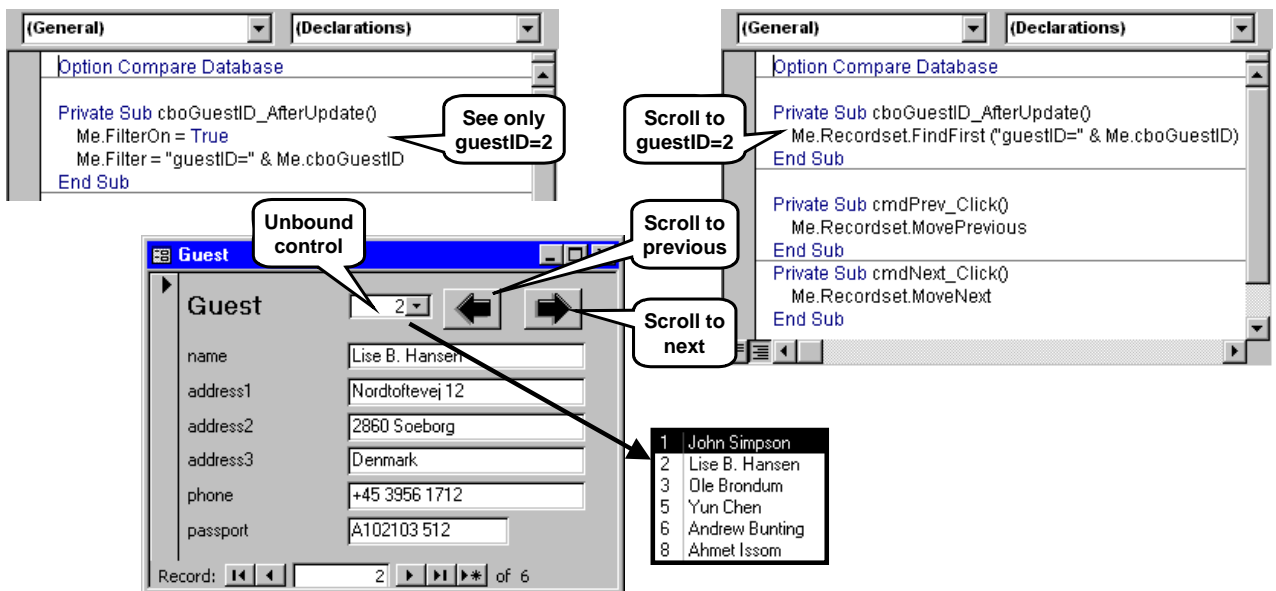 (General)
(Declarations)
Option Compare Database
Private Sub cboGuestID_AfterUpdate()
Me.FilterOn = True
Me.Filter = "guestID=" & Me.cboGuestID
End Sub
See only
guestID=2
(General)
(Declarations)
Option Compare Database
Private Sub cboGuestID_AfterUpdate()
Me.Recordset.FindFirst ("guestID=" & Me.cboGuestID)
End Sub
Private Sub cmdPrev_Click()
Me.Recordset.MovePrevious
End Sub
Private Sub cmdNext_Click()
Me.Recordset.MoveNext
End Sub
Scroll to
guestID=2
Unbound
control
Scroll to
previous
Scroll to
next
Guest
Guest
2
name
Lise B. Hansen
address1
Nordtoftevej 12
address2
2860 Soeborg
address3
Denmark
phone
+45 3956 1712
passport
A102103 512
Record: 2 of 6
1 John Simpson
2 Lise B. Hansen
3 Ole Brondum
5 Yun Chen
6 Andrew Bunting
8 Ahmet Issom